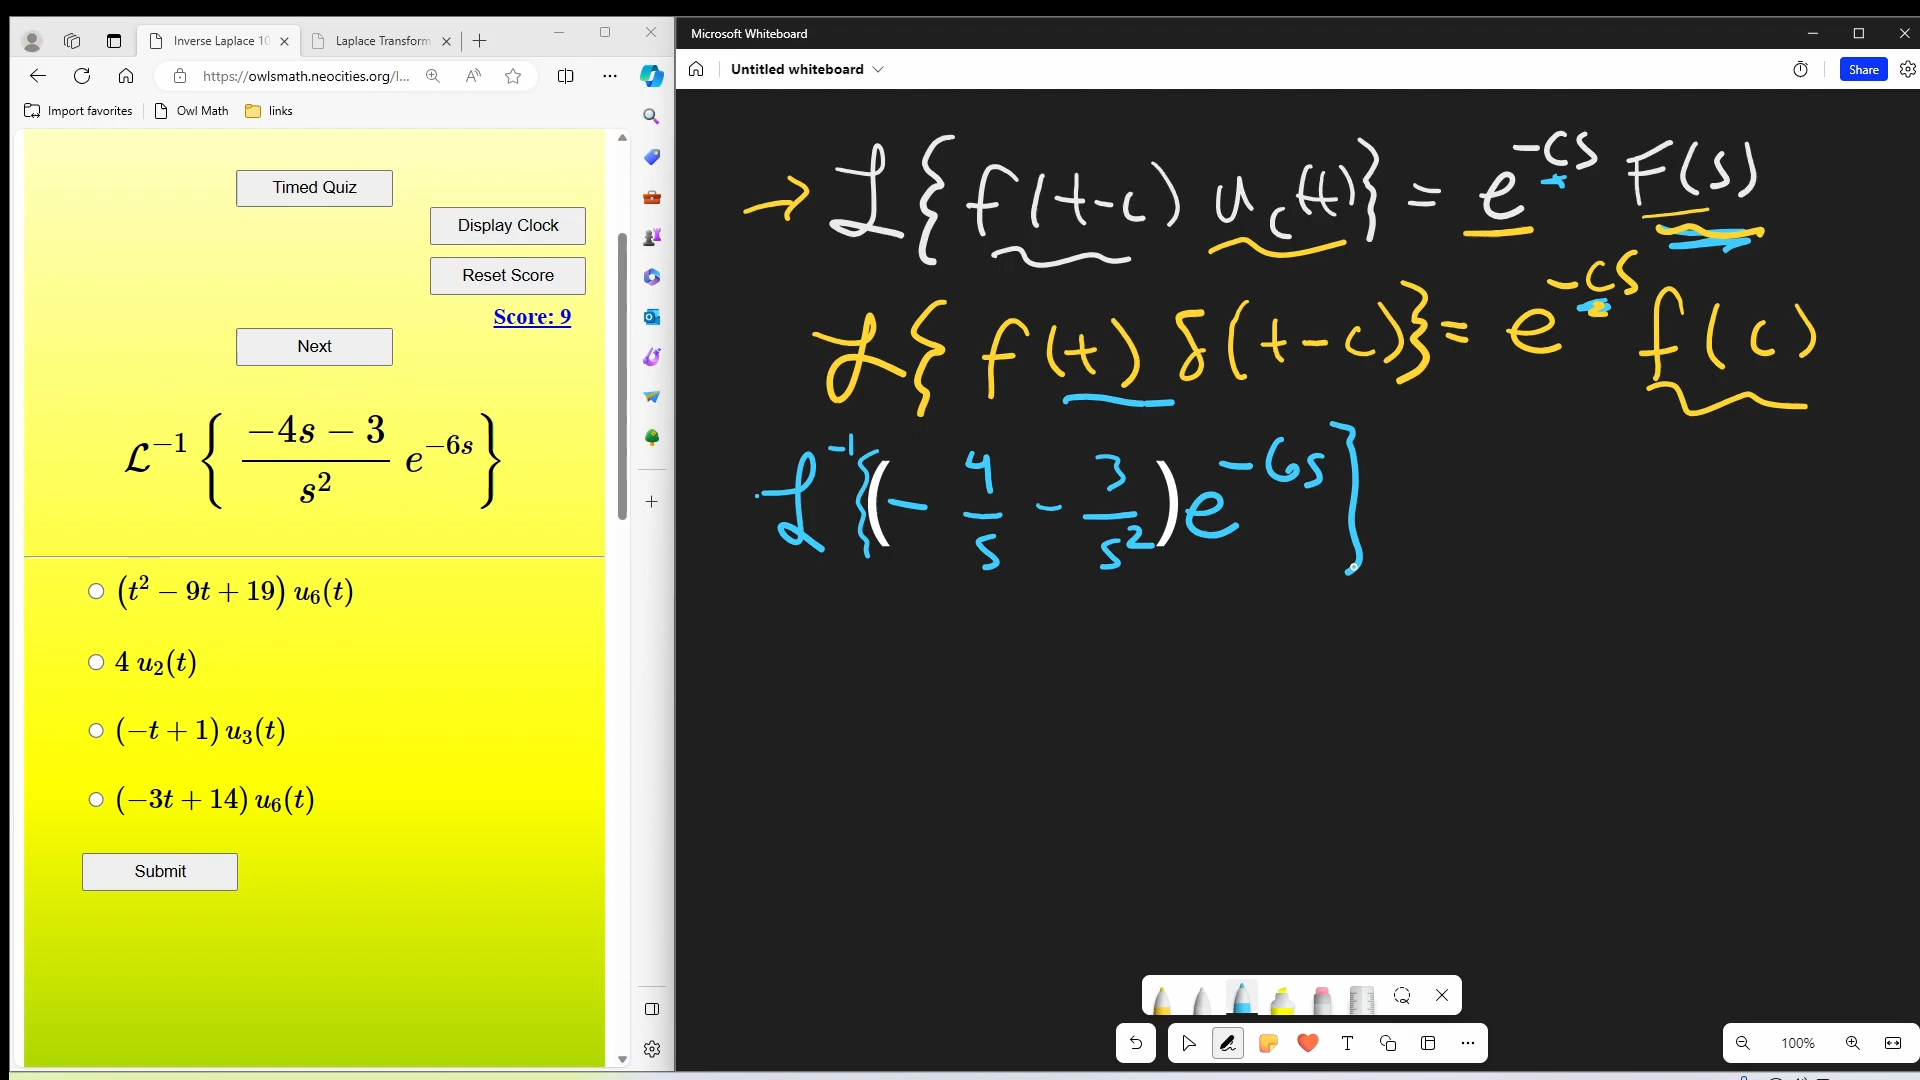 Inverse Laplace 10
Laplace Transform
https://owlsmath.neocities.org/l...
Import favorites
Owl Math
links
Timed Quiz
Display Clock
Reset Score
Score: 9
Next
ℒ⁻¹ { (−4s − 3)/s² e^{−6s} }
(t² − 9t + 19) u₆(t)
4 u₂(t)
(−t + 1) u₃(t)
(−3t + 14) u₆(t)
Submit
Microsoft Whiteboard
Untitled whiteboard
Share
→ ℒ{ f(t-c) u_c(t)} = e^{-cs} F(s)
ℒ{ f(t) δ(t-c)} = e^{-cs} f(c)
ℒ⁻¹{(- 4/s - 3/s²) e^{-6s}}
100%